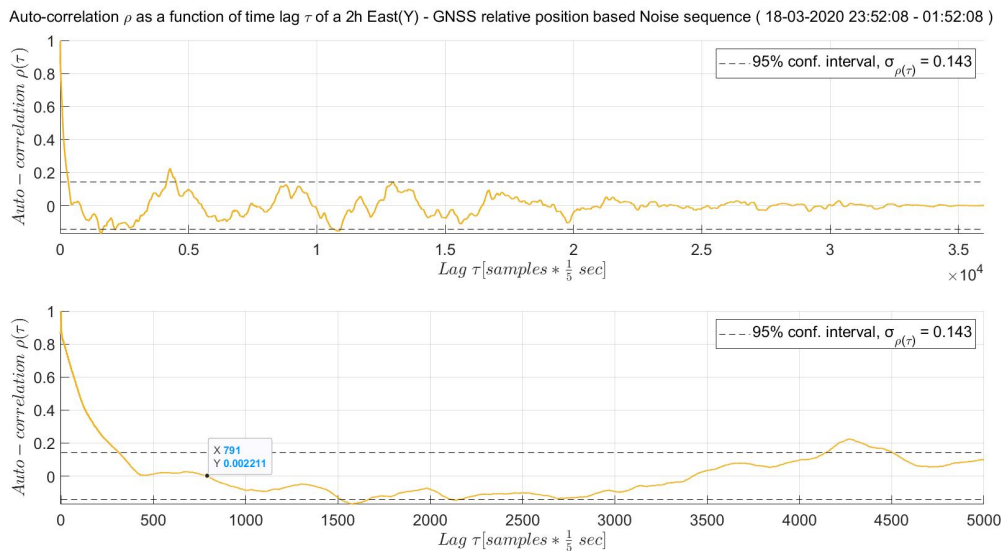 Auto-correlation ρ as a function of time lag τ of a 2h East(Y) - GNSS relative position based Noise sequence ( 18-03-2020 23:52:08 - 01:52:08 )
Auto − correlation ρ(τ)
1
0.8
0.6
0.4
0.2
0
95% conf. interval, σρ(τ) = 0.143
0 0.5 1 1.5 2 2.5 3 3.5
×10⁴
Lag τ[samples * 1/5 sec]
Auto − correlation ρ(τ)
1
0.8
0.6
0.4
0.2
0
95% conf. interval, σρ(τ) = 0.143
X 791
Y 0.002211
0 500 1000 1500 2000 2500 3000 3500 4000 4500 5000
Lag τ[samples * 1/5 sec]